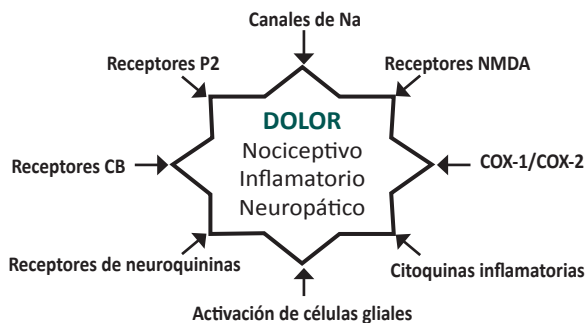 Canales de Na
Receptores P2
Receptores NMDA
DOLOR
Nociceptivo
Inflamatorio
Neuropático
Receptores CB
COX-1/COX-2
Receptores de neuroquininas
Citoquinas inflamatorias
Activación de células gliales